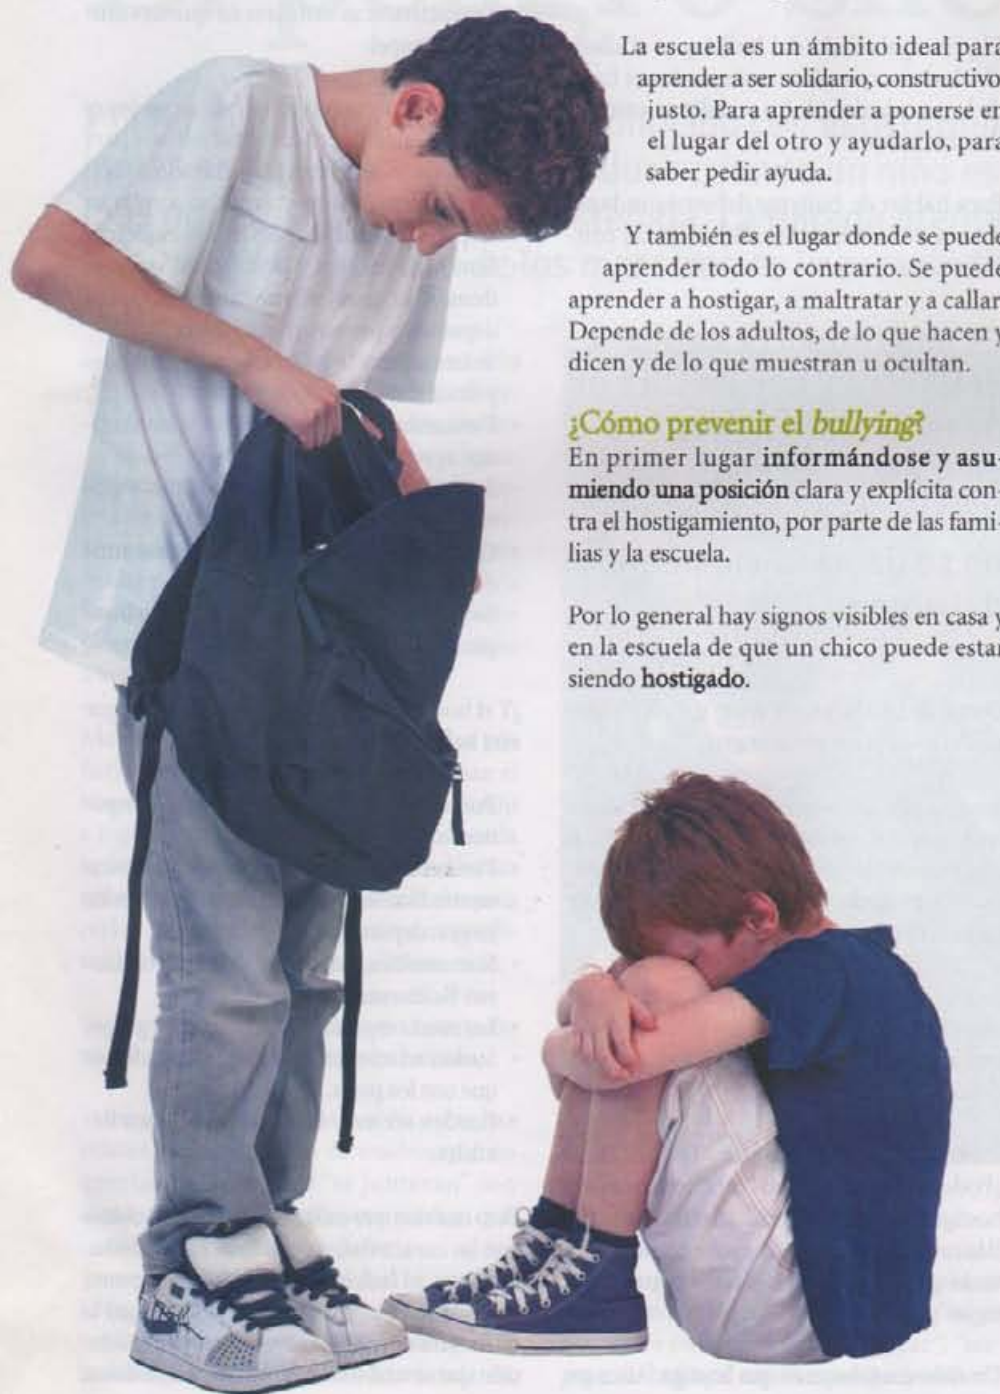 La escuela es un ámbito ideal para
aprender a ser solidario, constructivo,
justo. Para aprender a ponerse en
el lugar del otro y ayudarlo, para
saber pedir ayuda.
Y también es el lugar donde se puede
aprender todo lo contrario. Se puede
aprender a hostigar, a maltratar y a callar.
Depende de los adultos, de lo que hacen y
dicen y de lo que muestran u ocultan.
¿Cómo prevenir el bullying?
En primer lugar informándose y asu-
miendo una posición clara y explícita con-
tra el hostigamiento, por parte de las fami-
lias y la escuela.
Por lo general hay signos visibles en casa y
en la escuela de que un chico puede estar
siendo hostigado.